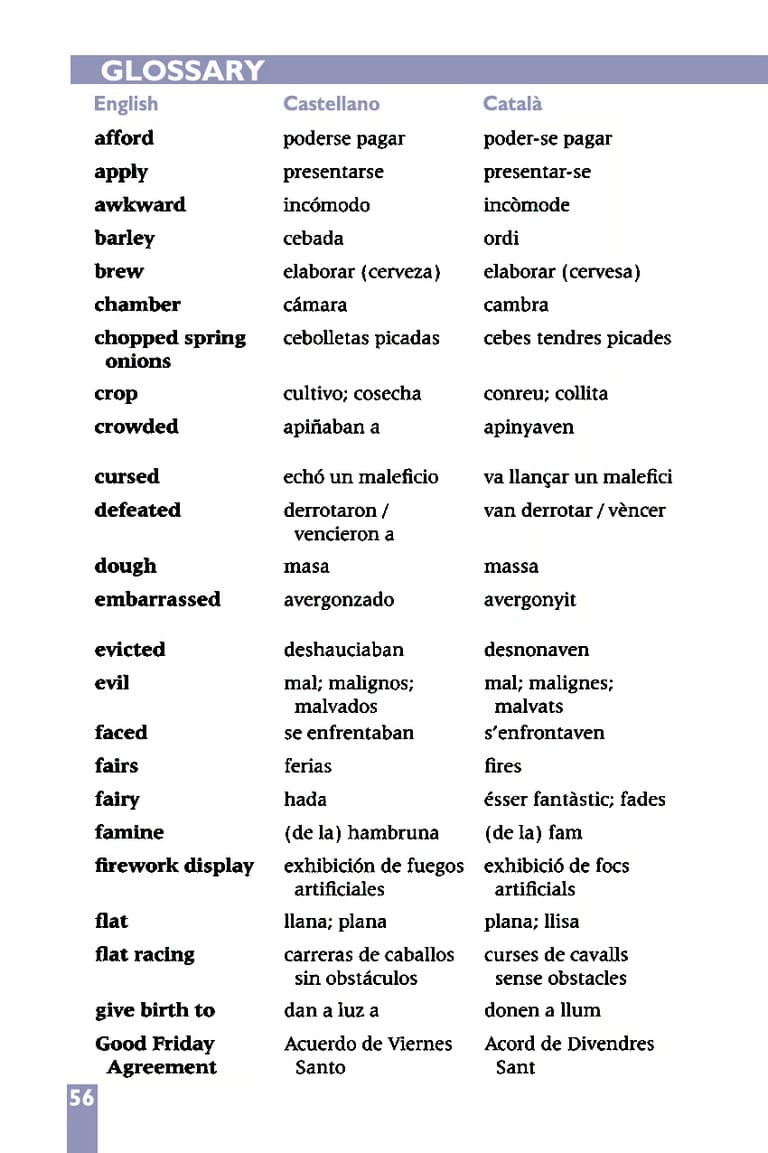 GLOSSARY
English Castellano Català
afford poderse pagar poder-se pagar
apply presentarse presentar-se
awkward incómodo incòmode
barley cebada ordi
brew elaborar (cerveza) elaborar (cervesa)
chamber cámara cambra
chopped spring cebolletas picadas cebes tendres picades
onions
crop cultivo; cosecha conreu; collita
crowded apiñaban a apinyaven
cursed echó un maleficio va llançar un malefici
defeated derrotaron / van derrotar / vèncer
vencieron a
dough masa massa
embarrassed avergonzado avergonyit
evicted deshauciaban desnonaven
evil mal; malignos; mal; malignes;
malvados malvats
faced se enfrentaban s'enfrontaven
fairs ferias fires
fairy hada ésser fantàstic; fades
famine (de la) hambruna (de la) fam
firework display exhibición de fuegos exhibició de focs
artificiales artificials
flat llana; plana plana; llisa
flat racing carreras de caballos curses de cavalls
sin obstáculos sense obstacles
give birth to dan a luz a donen a llum
Good Friday Acuerdo de Viernes Acord de Divendres
Agreement Santo Sant
56